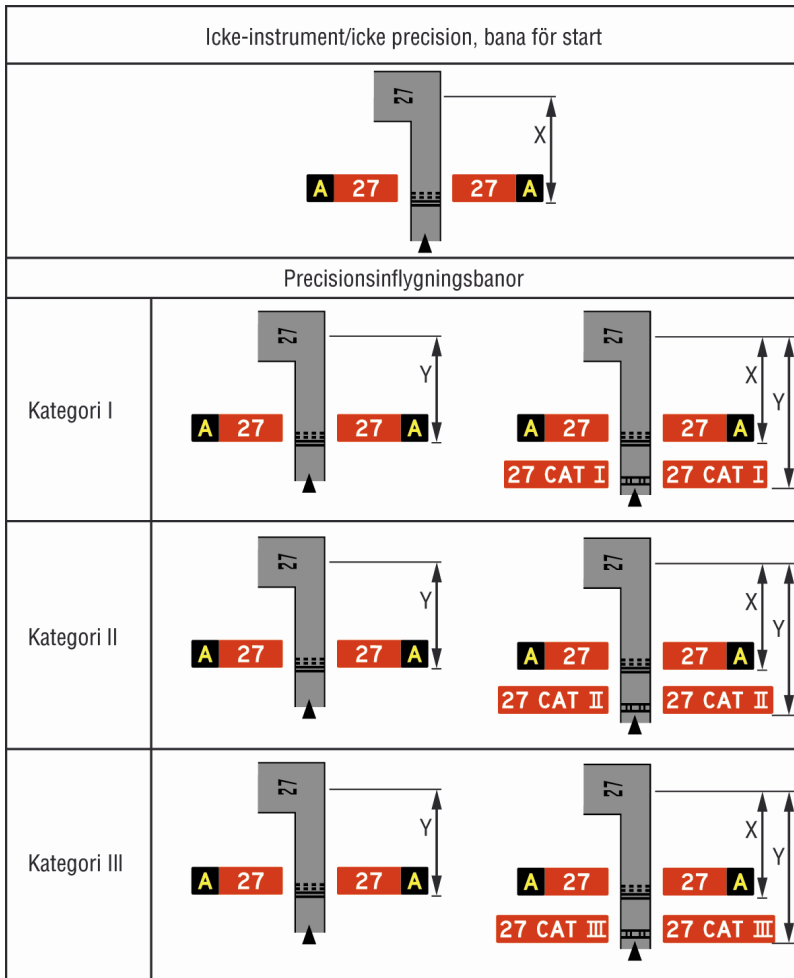 Icke-instrument/icke precision, bana för start
27
X
A 27 27 A
Precisionsinflygningsbanor
Kategori I
27
Y
A 27 27 A
27
X
Y
A 27 27 A
27 CAT I 27 CAT I
Kategori II
27
Y
A 27 27 A
27
X
Y
A 27 27 A
27 CAT II 27 CAT II
Kategori III
27
Y
A 27 27 A
27
X
Y
A 27 27 A
27 CAT III 27 CAT III